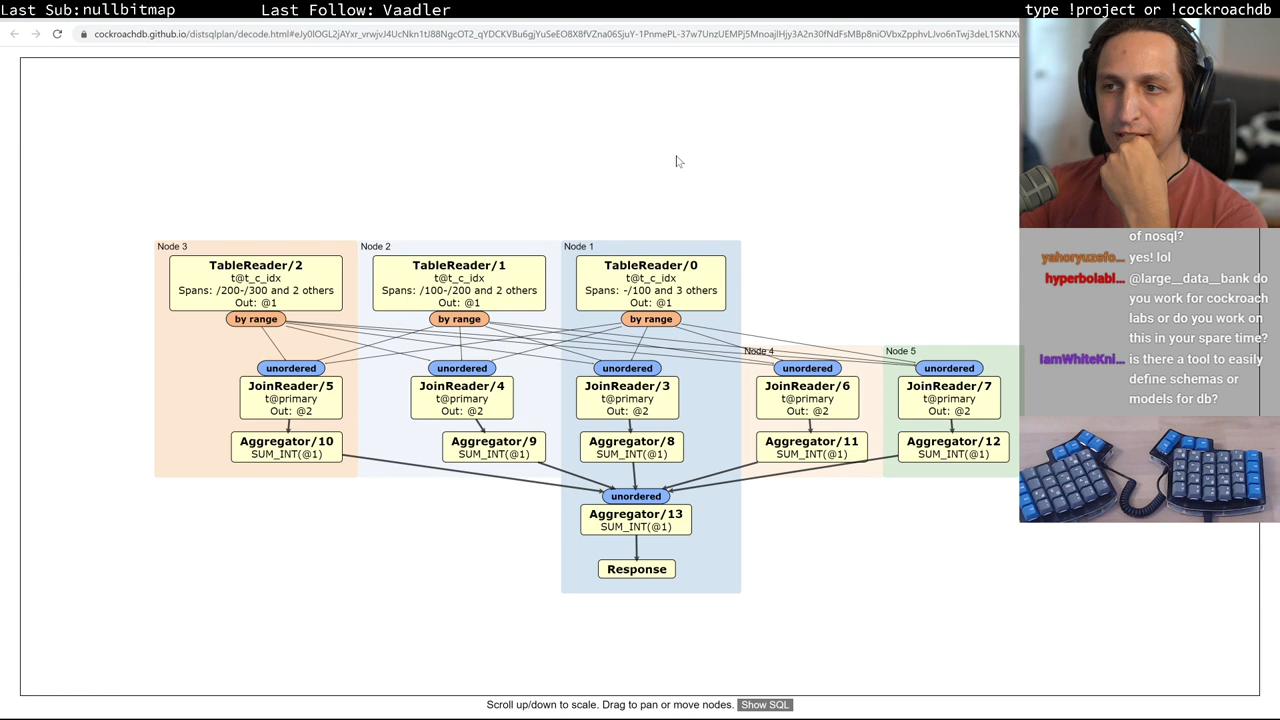 Last Sub:nullbitmap
Last Follow: Vaadler
type !project or !cockroachdb
of nosql?
yahoryuzefo… yes! lol
hyperbolabl… @large__data__bank do
you work for cockroach
labs or do you work on
this in your spare time?
IamWhiteKni… is there a tool to easily
define schemas or
models for db?
Node 3
TableReader/2
t@t_c_idx
Spans: /200-/300 and 2 others
Out: @1
by range
Node 2
TableReader/1
t@t_c_idx
Spans: /100-/200 and 2 others
Out: @1
by range
Node 1
TableReader/0
t@t_c_idx
Spans: -/100 and 3 others
Out: @1
by range
Node 4
Node 5
unordered
JoinReader/5
t@primary
Out: @2
Aggregator/10
SUM_INT(@1)
unordered
JoinReader/4
t@primary
Out: @2
Aggregator/9
SUM_INT(@1)
unordered
JoinReader/3
t@primary
Out: @2
Aggregator/8
SUM_INT(@1)
unordered
JoinReader/6
t@primary
Out: @2
Aggregator/11
SUM_INT(@1)
unordered
JoinReader/7
t@primary
Out: @2
Aggregator/12
SUM_INT(@1)
unordered
Aggregator/13
SUM_INT(@1)
Response
Scroll up/down to scale. Drag to pan or move nodes. Show SQL